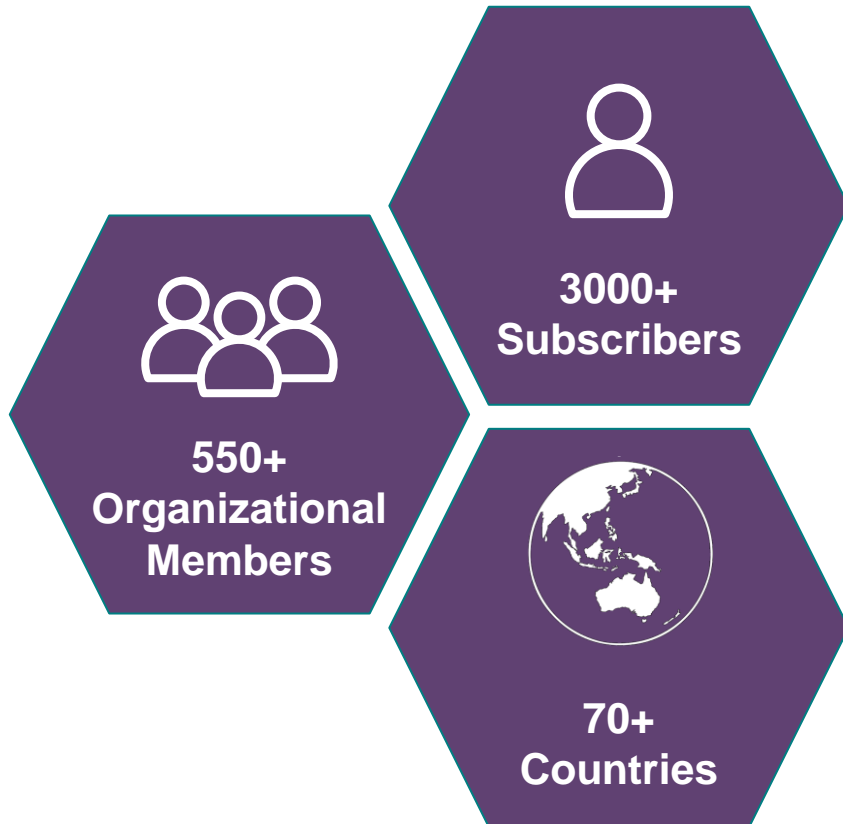 3000+
Subscribers
550+
Organizational
Members
70+
Countries